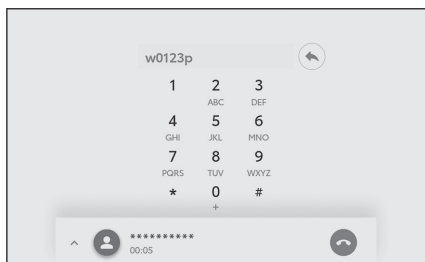 w0123p
1 2 3
ABC DEF
4 5 6
GHI JKL MNO
7 8 9
PQRS TUV WXYZ
* 0 #
+
**********
00:05